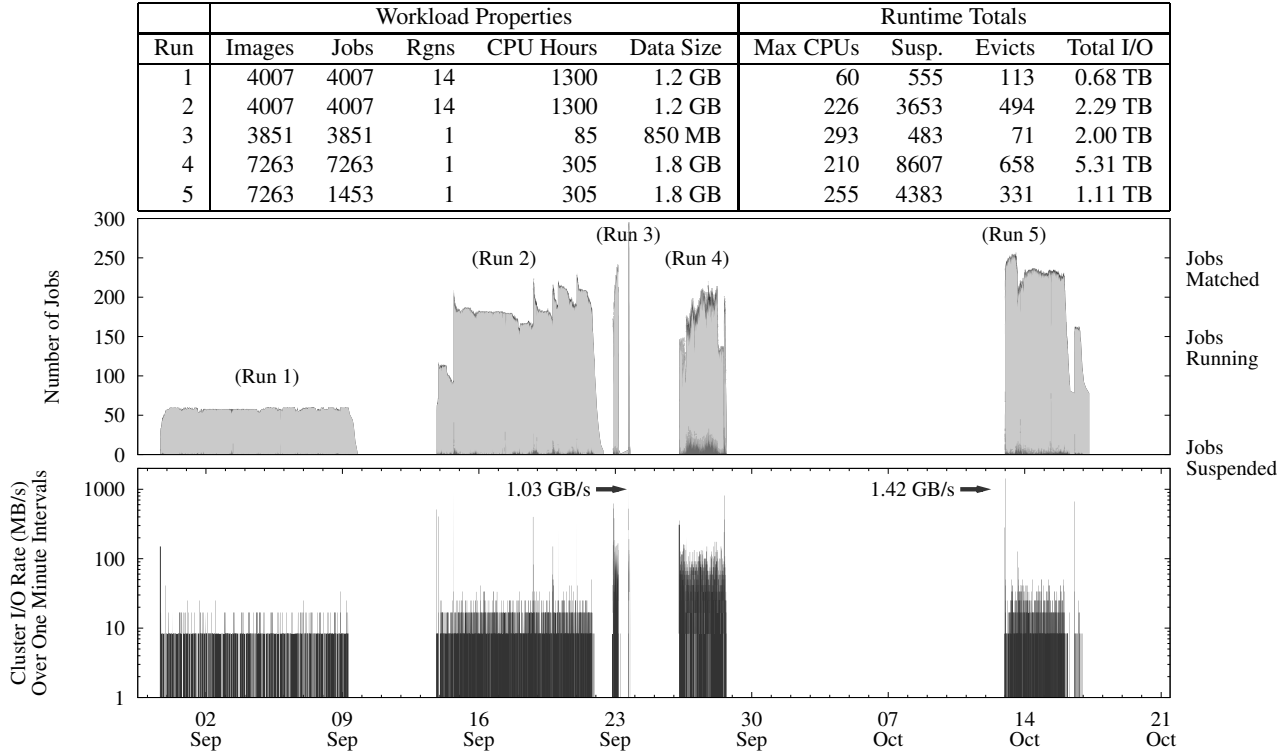 Workload Properties Runtime Totals
Run Images Jobs Rgns CPU Hours Data Size Max CPUs Susp. Evicts Total I/O
1 4007 4007 14 1300 1.2 GB 60 555 113 0.68 TB
2 4007 4007 14 1300 1.2 GB 226 3653 494 2.29 TB
3 3851 3851 1 85 850 MB 293 483 71 2.00 TB
4 7263 7263 1 305 1.8 GB 210 8607 658 5.31 TB
5 7263 1453 1 305 1.8 GB 255 4383 331 1.11 TB
Number of Jobs
300
250
200
150
100
50
0
(Run 1)
(Run 2)
(Run 3)
(Run 4)
(Run 5)
Jobs
Matched
Jobs
Running
Jobs
Suspended
Cluster I/O Rate (MB/s)
Over One Minute Intervals
1000
100
10
1
1.03 GB/s
1.42 GB/s
02 09 16 23 30 07 14 21
Sep Sep Sep Sep Sep Oct Oct Oct